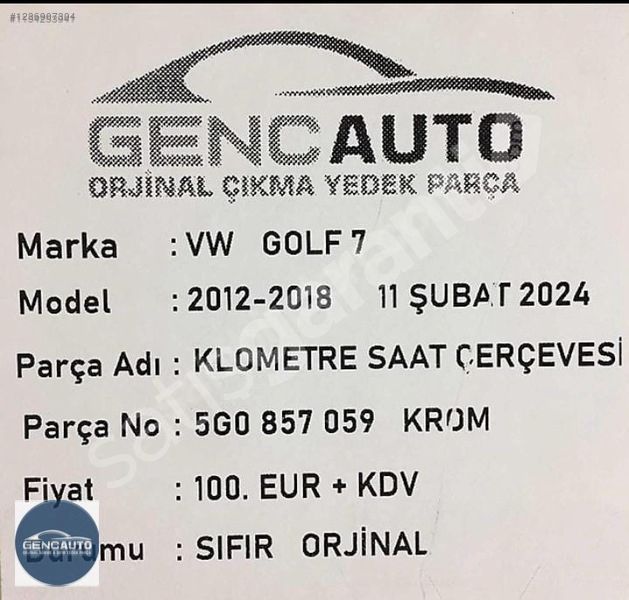 GENCAUTO
ORJİNAL ÇIKMA YEDEK PARÇA
Marka : VW GOLF 7
Model : 2012-2018 11 ŞUBAT 2024
Parça Adı : KLOMETRE SAAT ÇERÇEVESİ
Parça No : 5G0 857 059 KROM
Fiyat : 100. EUR + KDV
Durumu : SIFIR ORJİNAL
GENCAUTO